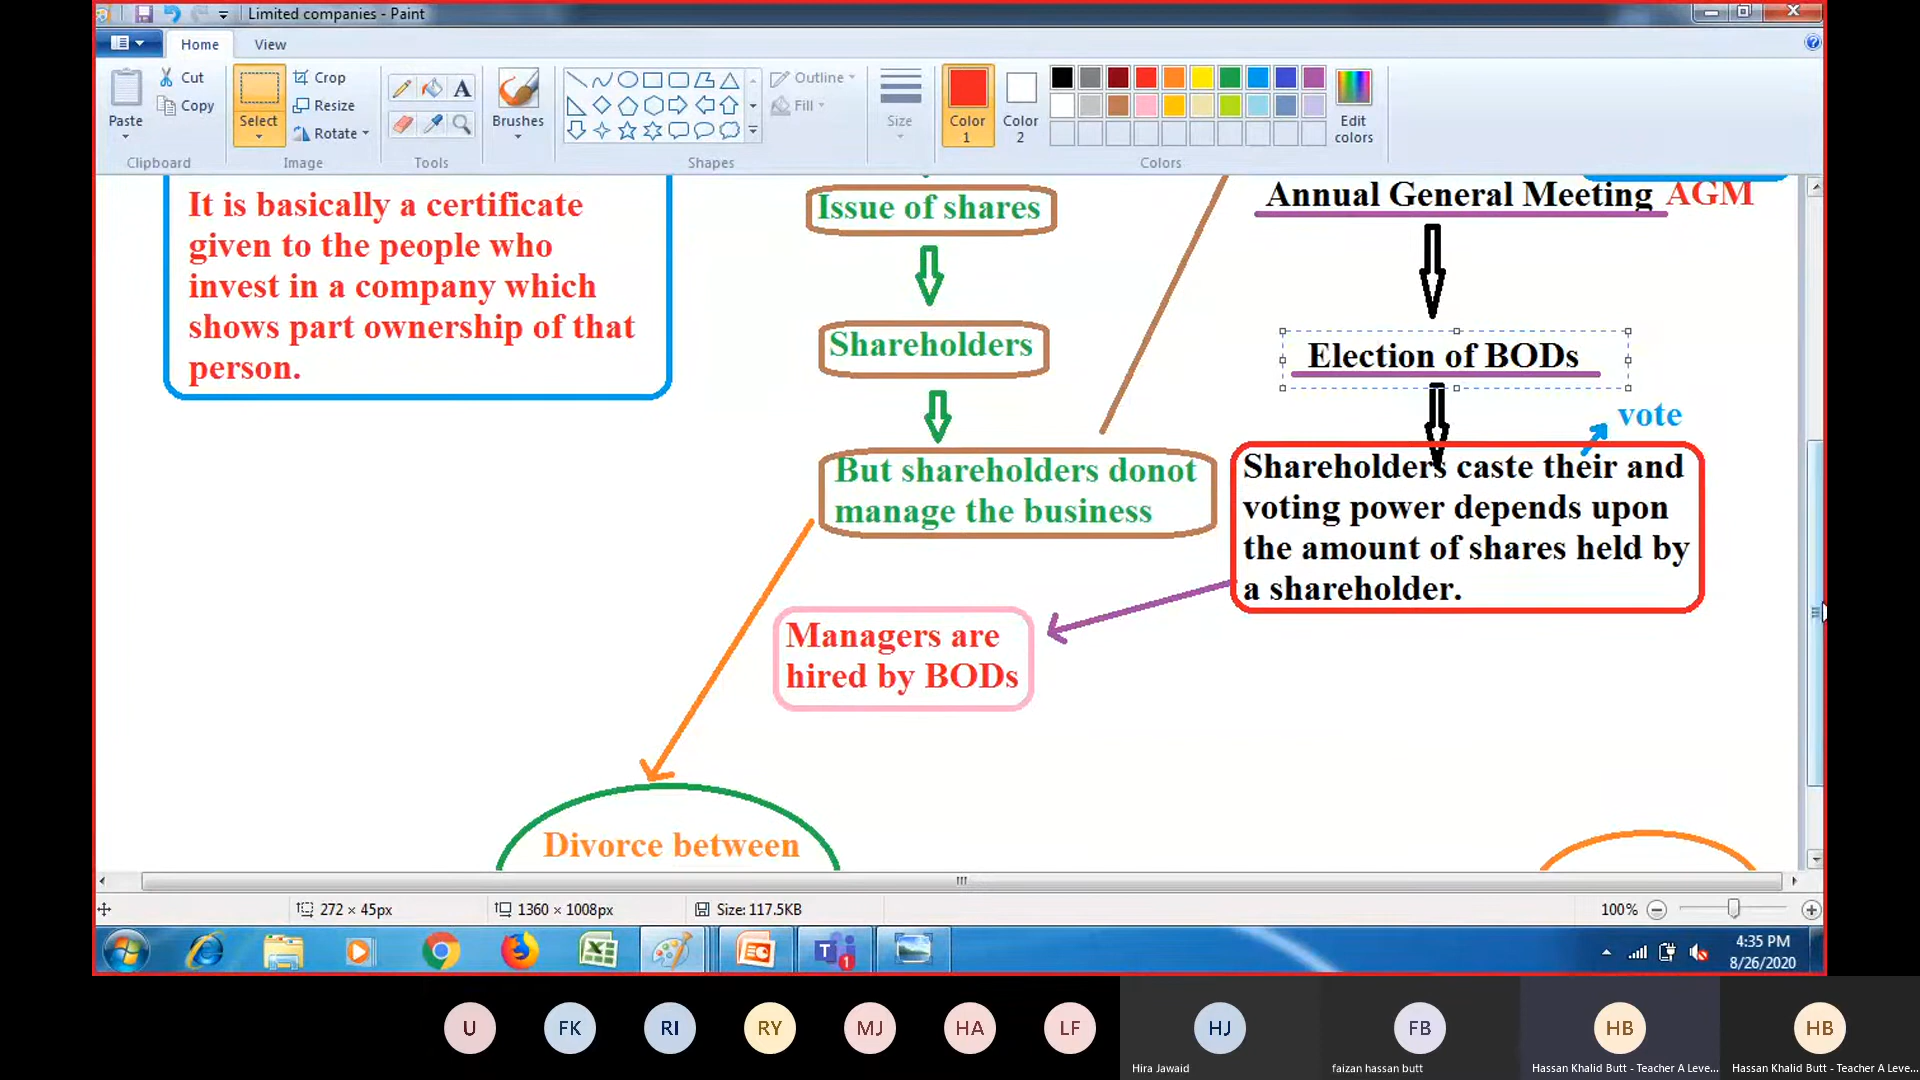 Limited companies - Paint
Home
View
Paste
Cut
Copy
Clipboard
Select
Crop
Resize
Rotate
Image
A
Tools
Brushes
Shapes
Outline
Fill
Size
Color
1
Color
2
Edit
colors
Colors
It is basically a certificate
given to the people who
invest in a company which
shows part ownership of that
person.
Issue of shares
Shareholders
But shareholders donot
manage the business
Managers are
hired by BODs
Divorce between
Annual General Meeting AGM
Election of BODs
vote
Shareholders caste their and
voting power depends upon
the amount of shares held by
a shareholder.
272 × 45px
1360 × 1008px
Size: 117.5KB
100%
T
1
4:35 PM
8/26/2020
U
FK
RI
RY
MJ
HA
LF
HJ
Hira Jawaid
FB
faizan hassan butt
HB
Hassan Khalid Butt - Teacher A Leve...
HB
Hassan Khalid Butt - Teacher A Leve...